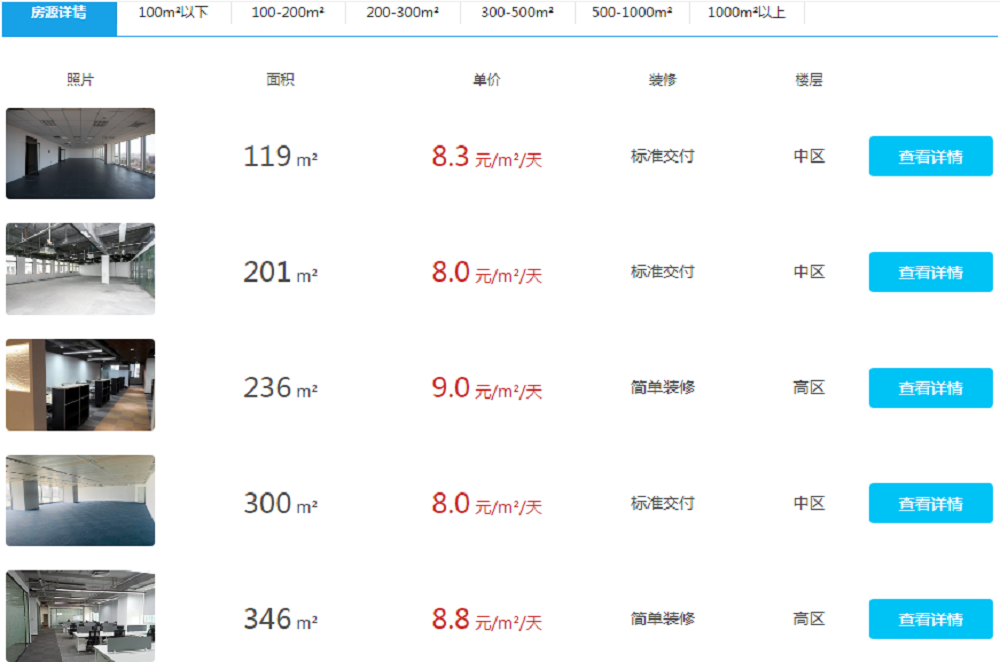 房源详情 100m²以下 100-200m² 200-300m² 300-500m² 500-1000m² 1000m²以上
照片 面积 单价 装修 楼层
119 m² 8.3 元/m²/天 标准交付 中区 查看详情
201 m² 8.0 元/m²/天 标准交付 中区 查看详情
236 m² 9.0 元/m²/天 简单装修 高区 查看详情
300 m² 8.0 元/m²/天 标准交付 中区 查看详情
346 m² 8.8 元/m²/天 简单装修 高区 查看详情